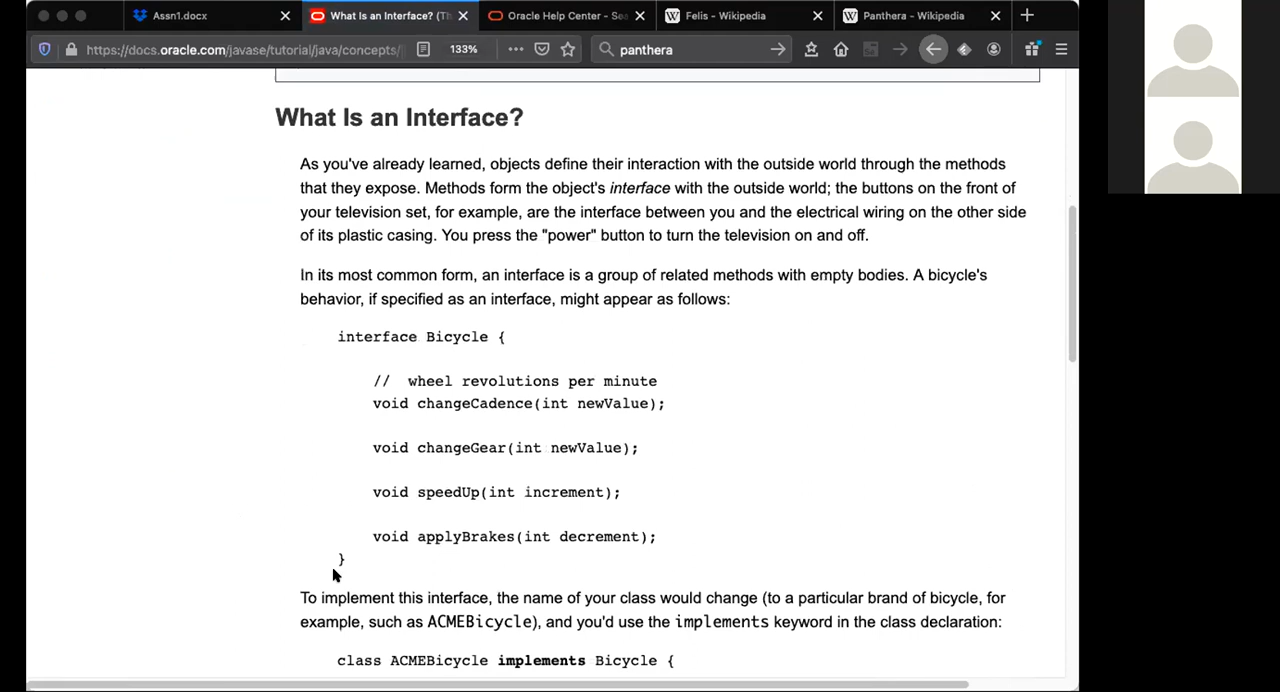 Assn1.docx
What Is an Interface? (Th
Oracle Help Center - Sea
Felis - Wikipedia
Panthera - Wikipedia
https://docs.oracle.com/javase/tutorial/java/concepts/
133%
panthera
What Is an Interface?
As you've already learned, objects define their interaction with the outside world through the methods
that they expose. Methods form the object's interface with the outside world; the buttons on the front of
your television set, for example, are the interface between you and the electrical wiring on the other side
of its plastic casing. You press the "power" button to turn the television on and off.
In its most common form, an interface is a group of related methods with empty bodies. A bicycle's
behavior, if specified as an interface, might appear as follows:
interface Bicycle {
//  wheel revolutions per minute
void changeCadence(int newValue);
void changeGear(int newValue);
void speedUp(int increment);
void applyBrakes(int decrement);
}
To implement this interface, the name of your class would change (to a particular brand of bicycle, for
example, such as ACMEBicycle), and you'd use the implements keyword in the class declaration:
class ACMEBicycle implements Bicycle {